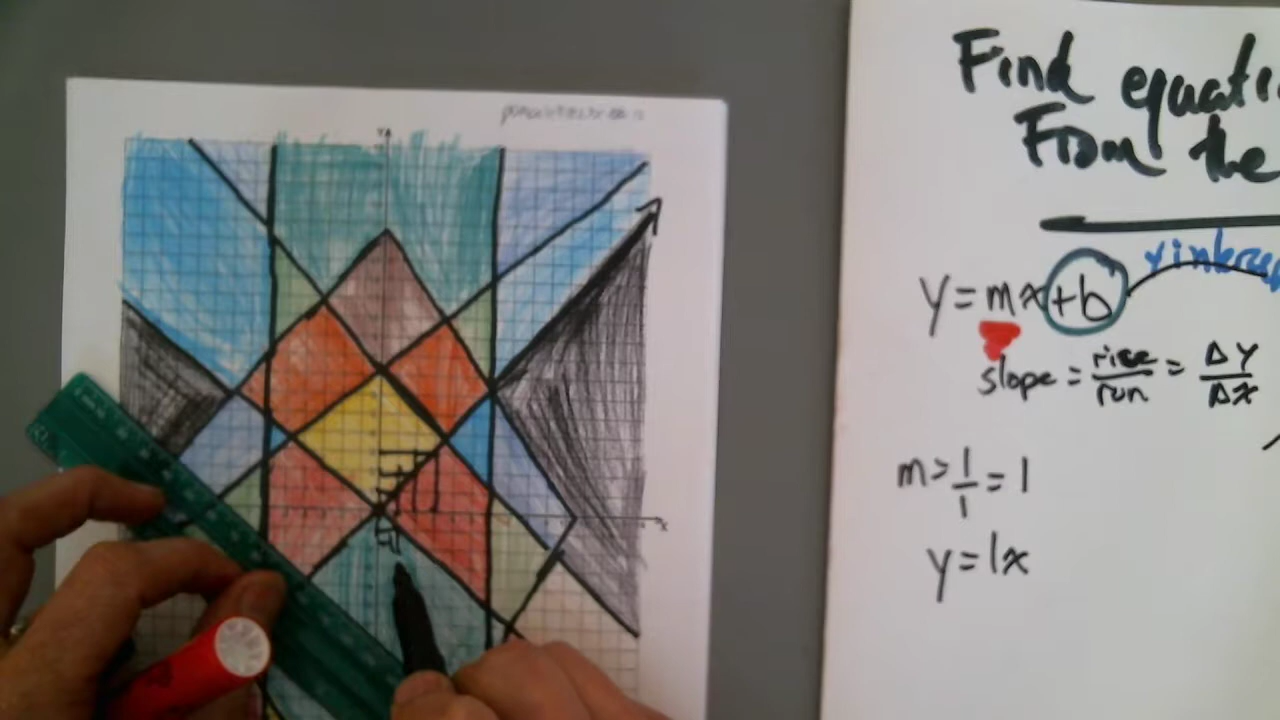 Find equati
From the
y = mx + b
slope = rise/run = Δy/Δx
m = 1/1 = 1
y = 1x
x